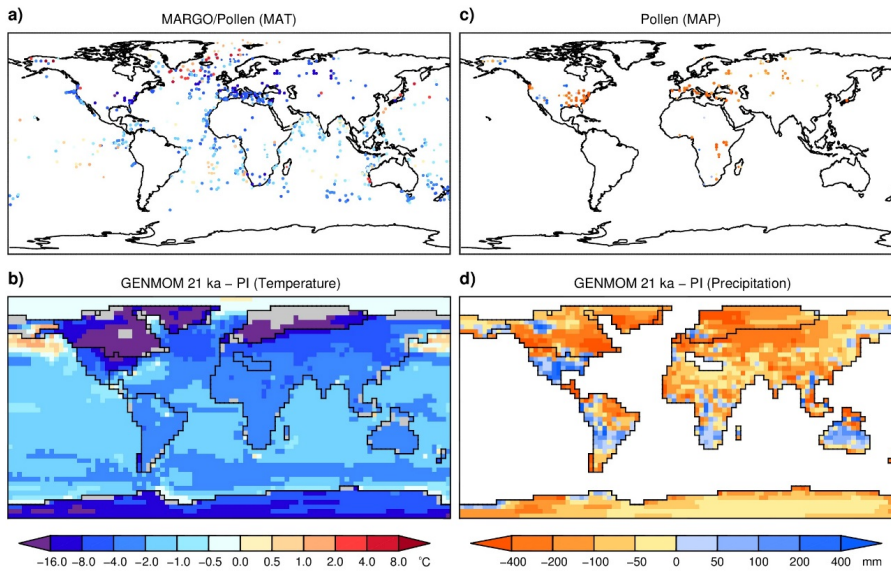 a) MARGO/Pollen (MAT)
c) Pollen (MAP)
b) GENMOM 21 ka − PI (Temperature)
d) GENMOM 21 ka − PI (Precipitation)
−16.0 −8.0 −4.0 −2.0 −1.0 −0.5 0.0 0.5 1.0 2.0 4.0 8.0 °C
−400 −200 −100 −50 0 50 100 200 400 mm